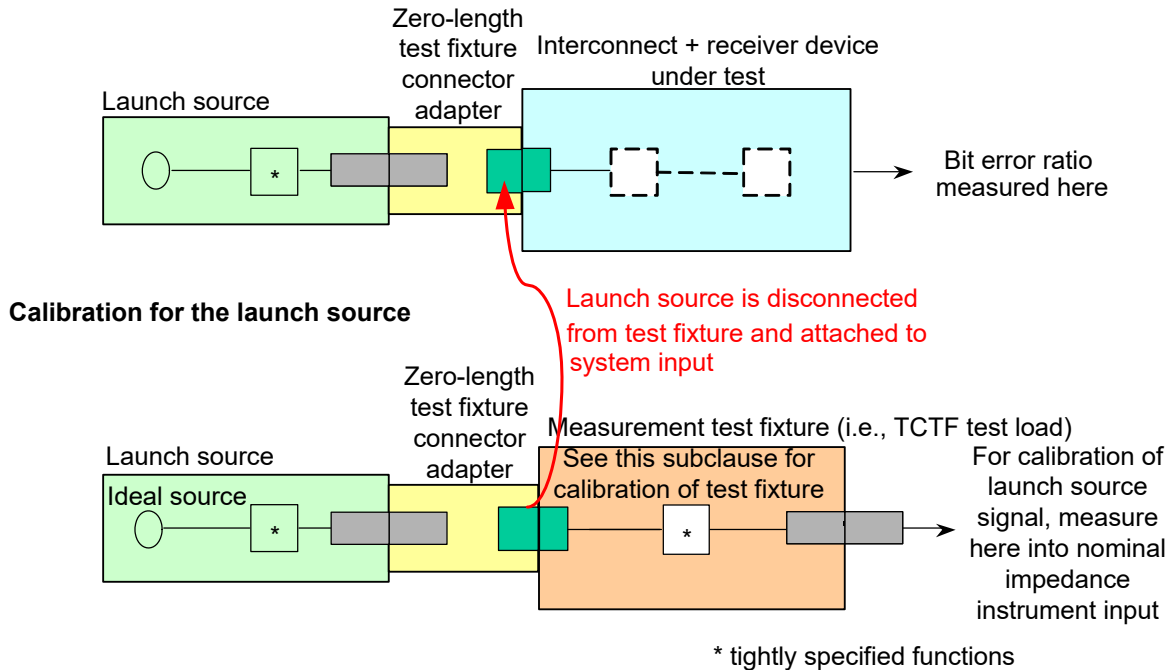 Zero-length
test fixture
connector
adapter
Interconnect + receiver device
under test
Launch source
*
Bit error ratio
measured here
Calibration for the launch source
Launch source is disconnected
from test fixture and attached to
system input
Zero-length
test fixture
connector
adapter
Measurement test fixture (i.e., TCTF test load)
Launch source
Ideal source
*
See this subclause for
calibration of test fixture
*
For calibration of
launch source
signal, measure
here into nominal
impedance
instrument input
* tightly specified functions